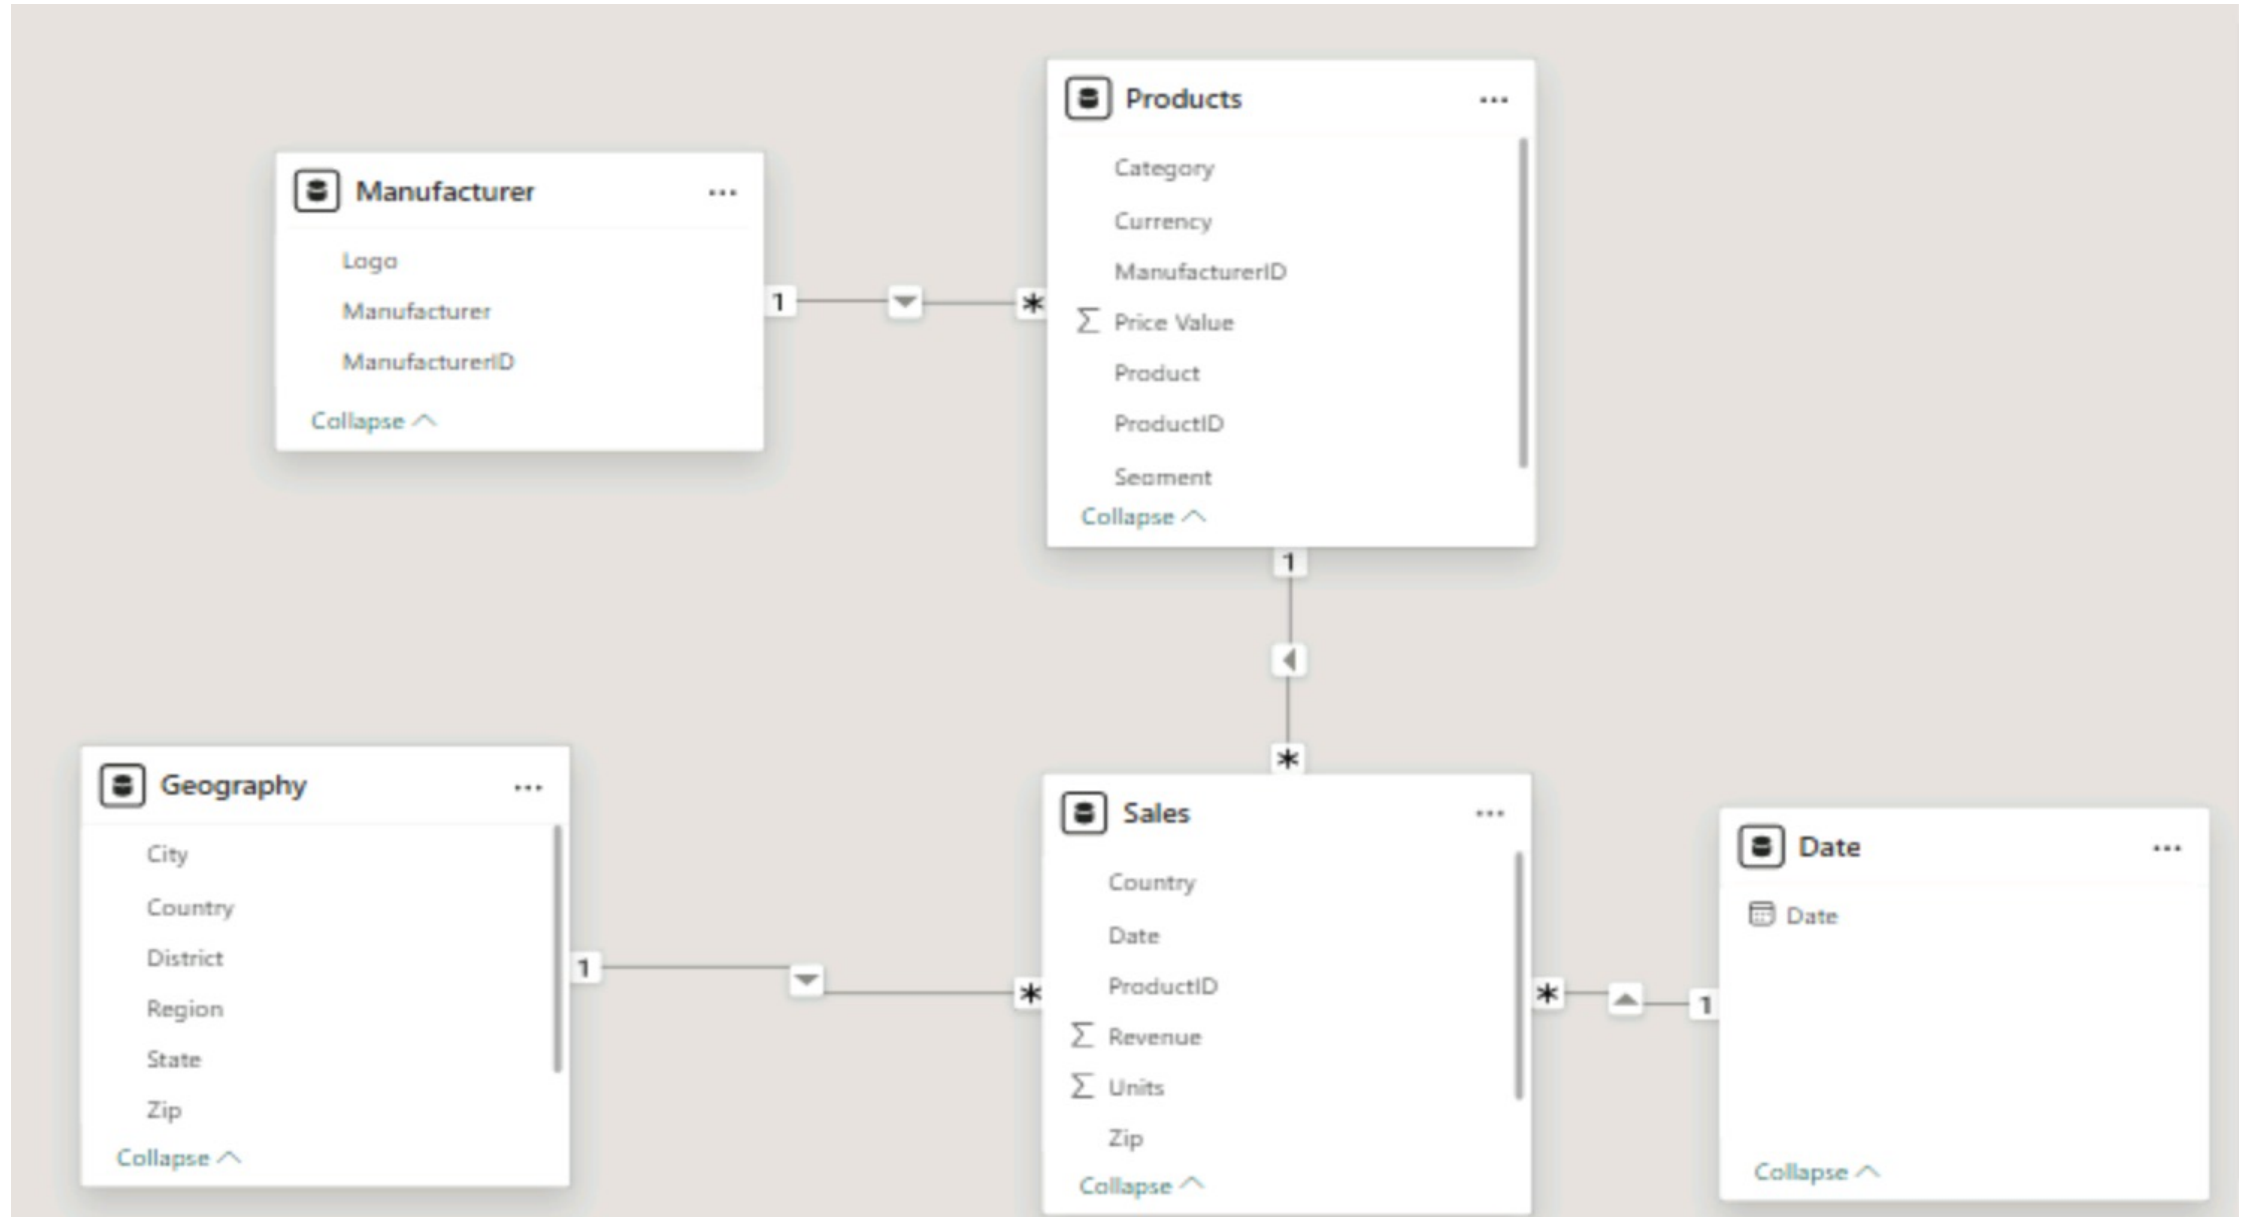 Products
Category
Currency
ManufacturerID
Price Value
Product
ProductID
Segment
Collapse
Manufacturer
Logo
Manufacturer
ManufacturerID
Collapse
1
*
1
*
Geography
City
Country
District
Region
State
Zip
Collapse
1
*
Sales
Country
Date
ProductID
Σ Revenue
Σ Units
Zip
Collapse
*
1
Date
Date
Collapse